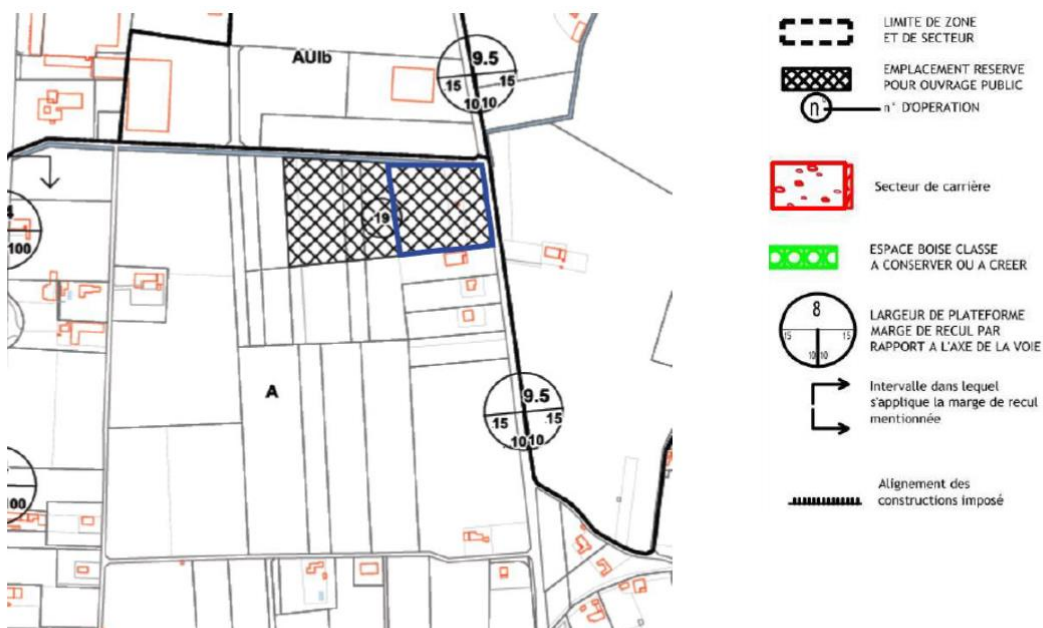 AUIb
9.5
15
15
10 10
19
100
A
9.5
15
15
10 10
00
LIMITE DE ZONE
ET DE SECTEUR
EMPLACEMENT RESERVE
POUR OUVRAGE PUBLIC
n
n° D'OPERATION
Secteur de carrière
ESPACE BOISE CLASSE
A CONSERVER OU A CREER
8
15
15
10 10
LARGEUR DE PLATEFORME
MARGE DE RECUL PAR
RAPPORT A L'AXE DE LA VOIE
Intervalle dans lequel
s'applique la marge de recul
mentionnée
Alignement des
constructions imposé